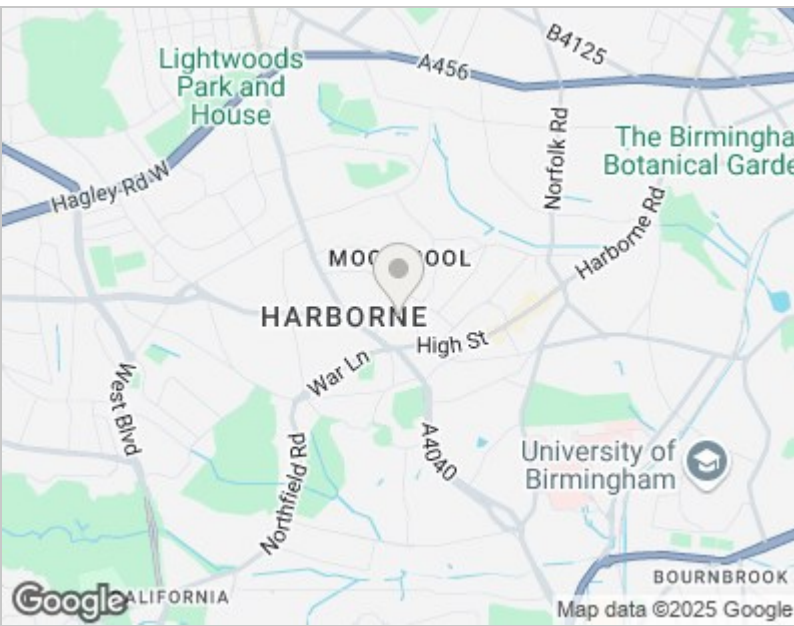 B4125
A456
Lightwoods
Park and
House
Norfolk Rd
The Birmingha
Botanical Garde
Hagley Rd W
Harborne Rd
HARBORNE
High St
War Ln
West Blvd
A4040
University of
Birmingham
Northfield Rd
BOURNBROOK
Google
ALIFORNIA
Map data ©2025 Google